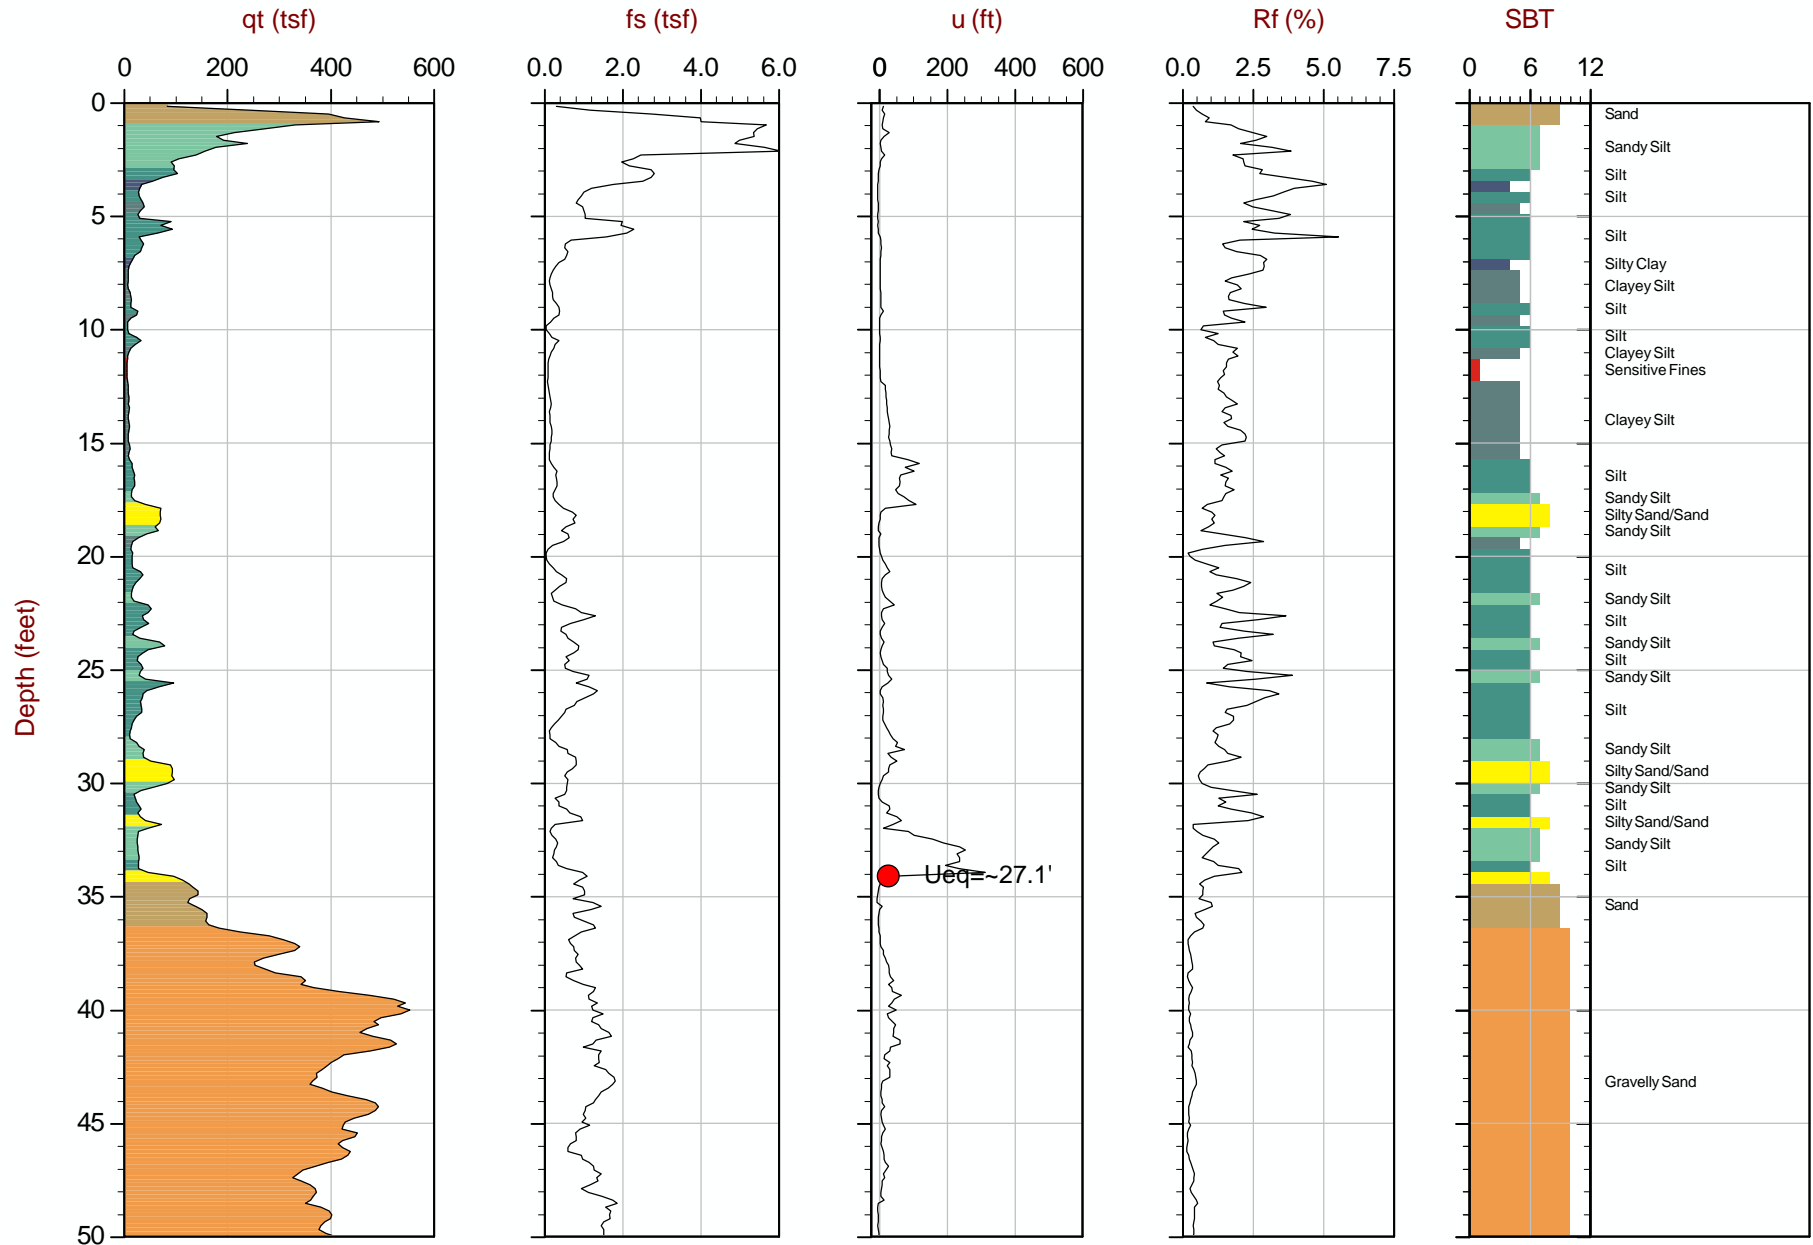 qt (tsf) fs (tsf) u (ft) Rf (%) SBT
0 200 400 600 0.0 2.0 4.0 6.0 0 200 400 600 0.0 2.5 5.0 7.5 0 6 12
0
Sand
Sandy Silt
Silt
Silt
5
Silt
Silty Clay
Clayey Silt
Silt
10
Silt
Clayey Silt
Sensitive Fines
Clayey Silt
15
Silt
Sandy Silt
Silty Sand/Sand
Sandy Silt
20
Silt
Sandy Silt
Silt
Sandy Silt
Silt
25
Sandy Silt
Silt
Sandy Silt
Silty Sand/Sand
30
Sandy Silt
Silt
Silty Sand/Sand
Sandy Silt
Silt
Ueq=~27.1'
35
Sand
40
Gravelly Sand
45
50
Depth (feet)